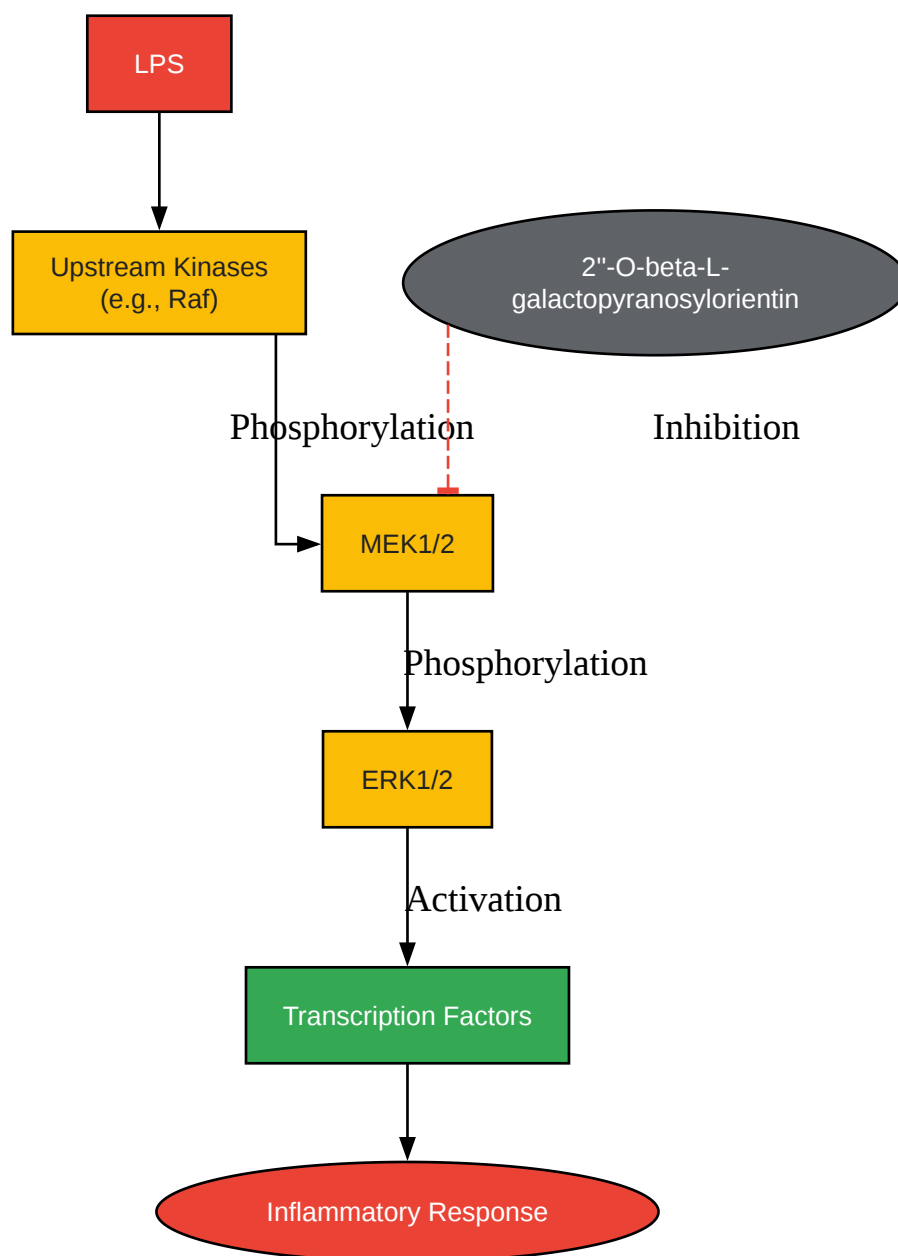 LPS
Upstream Kinases
(e.g., Raf)
2"-O-beta-L-
galactopyranosylorientin
Phosphorylation
Inhibition
MEK1/2
Phosphorylation
ERK1/2
Activation
Transcription Factors
Inflammatory Response